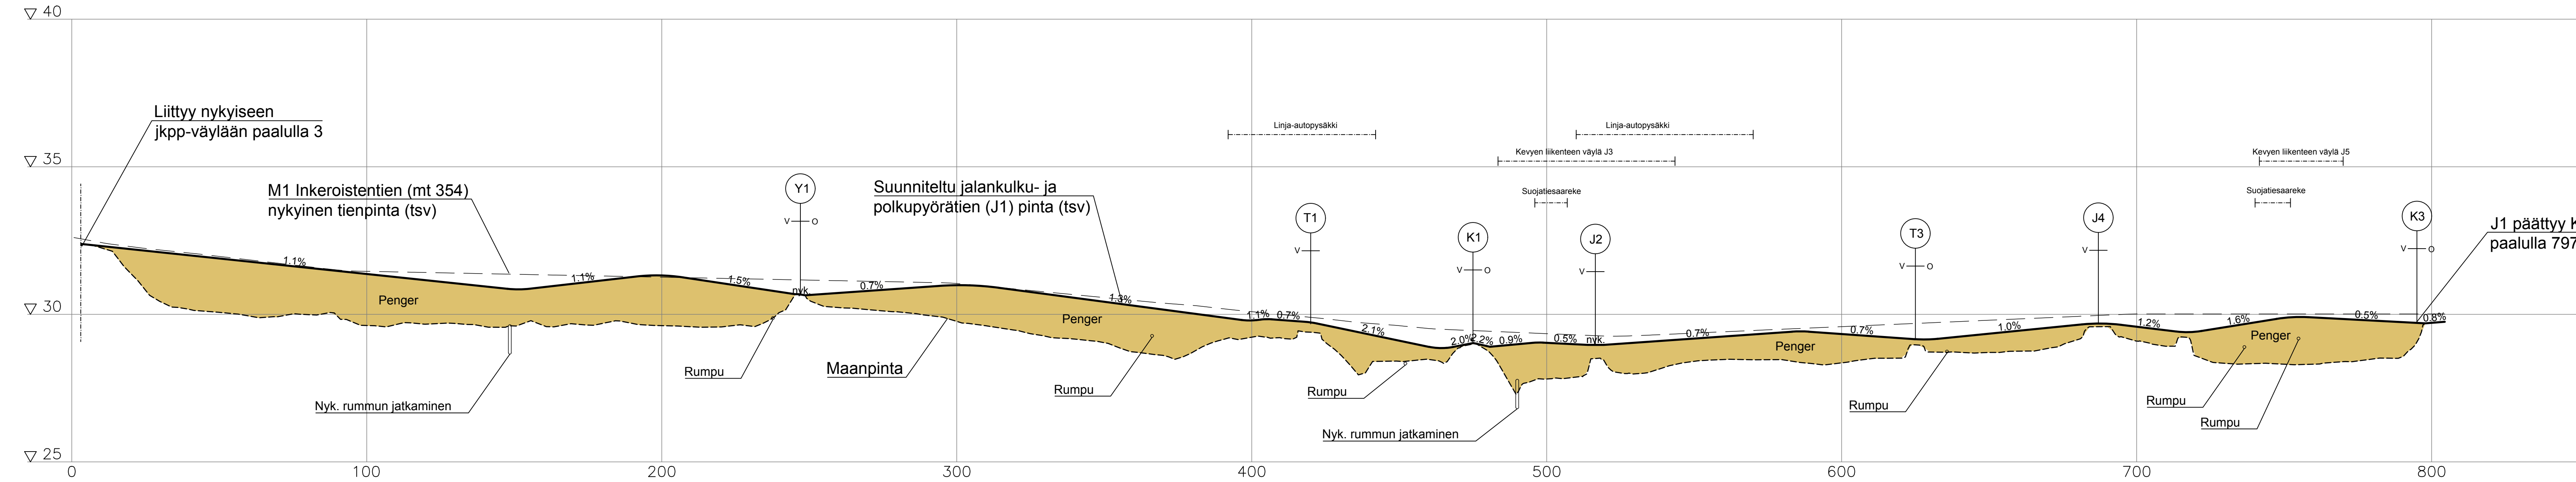 40
35
30
25
Liittyy nykyiseen
jkpp-väylään paalulla 3
M1 Inkeroistentien (mt 354)
nykyinen tienpinta (tsv)
Y1
V O
Suunniteltu jalankulku- ja
polkupyörätien (J1) pinta (tsv)
Linja-autopysäkki
Linja-autopysäkki
Kevyen liikenteen väylä J3
Kevyen liikenteen väylä J5
Suojatiesaareke
Suojatiesaareke
T1
V
K1
V O
J2
V
T3
V O
J4
V
K3
V O
J1 päättyy K
paalulla 797
1.1%
1.1%
1.5%
nyk.
0.7%
1.3%
1.1%
0.7%
2.1%
2.0%
2.2%
0.9%
0.5%
nyk.
0.7%
0.7%
1.0%
1.2%
1.6%
0.5%
0.8%
Penger
Penger
Penger
Penger
Nyk. rummun jatkaminen
Rumpu
Maanpinta
Rumpu
Rumpu
Nyk. rummun jatkaminen
Rumpu
Rumpu
Rumpu
0 100 200 300 400 500 600 700 800